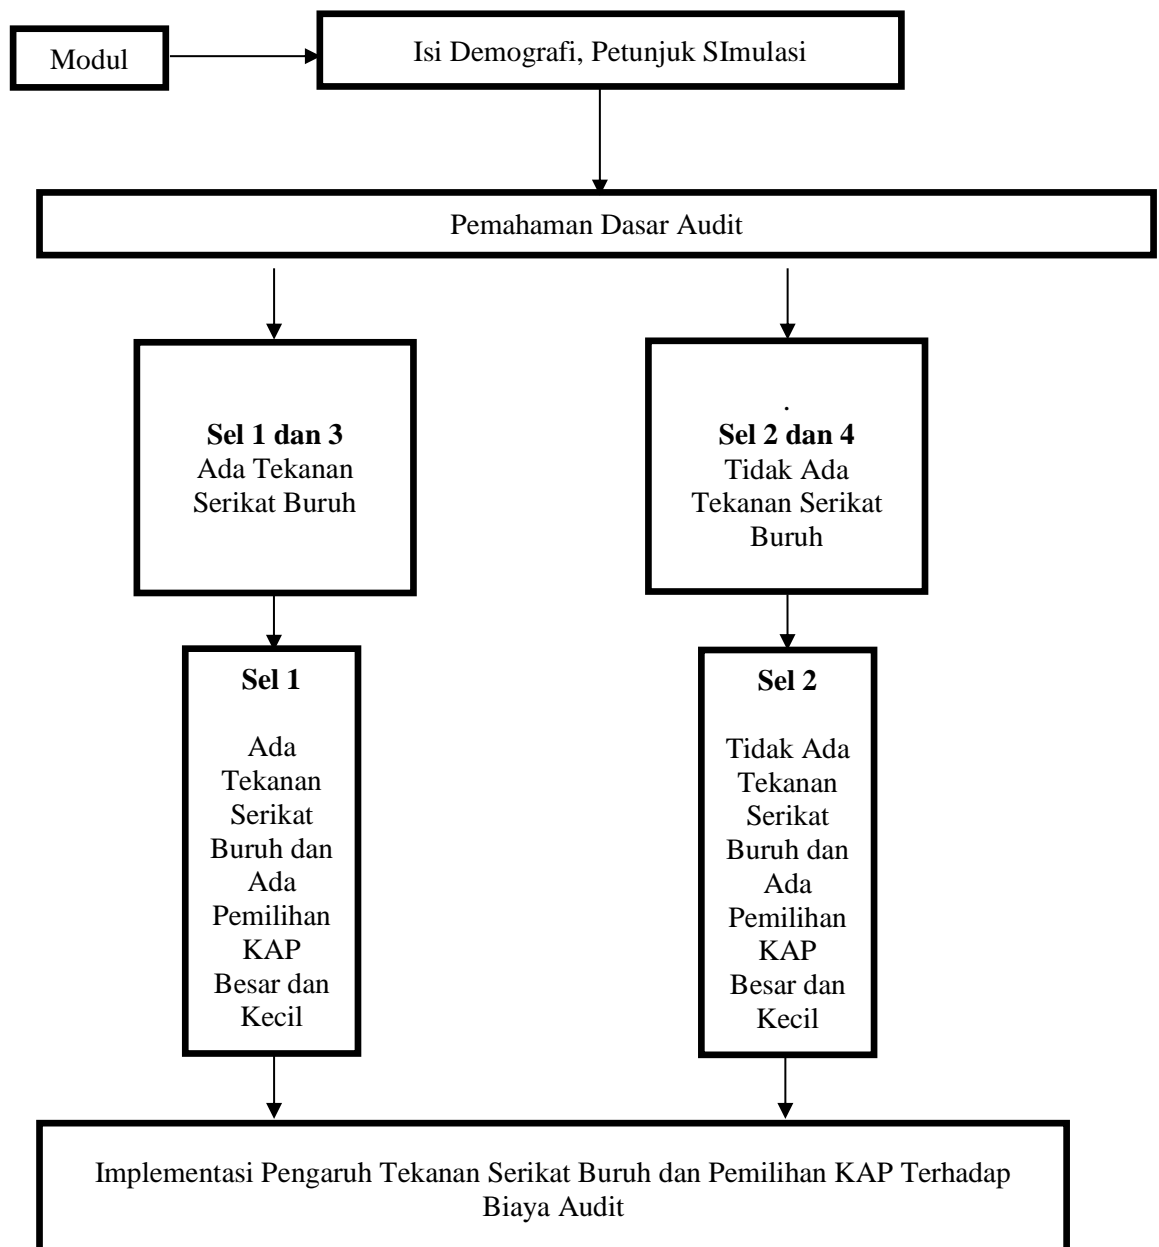 Modul
Isi Demografi, Petunjuk SImulasi
Pemahaman Dasar Audit
Sel 1 dan 3
Ada Tekanan
Serikat Buruh
.
Sel 2 dan 4
Tidak Ada
Tekanan Serikat
Buruh
Sel 1
Ada
Tekanan
Serikat
Buruh dan
Ada
Pemilihan
KAP
Besar dan
Kecil
Sel 2
Tidak Ada
Tekanan
Serikat
Buruh dan
Ada
Pemilihan
KAP
Besar dan
Kecil
Implementasi Pengaruh Tekanan Serikat Buruh dan Pemilihan KAP Terhadap
Biaya Audit